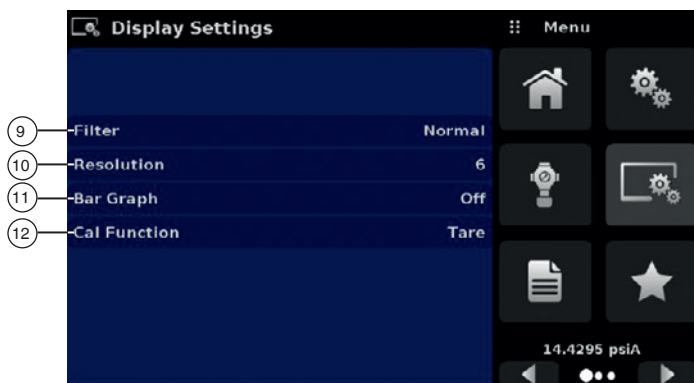 Display Settings
Menu
9 Filter Normal
10 Resolution 6
11 Bar Graph Off
12 Cal Function Tare
14.4295 psiA